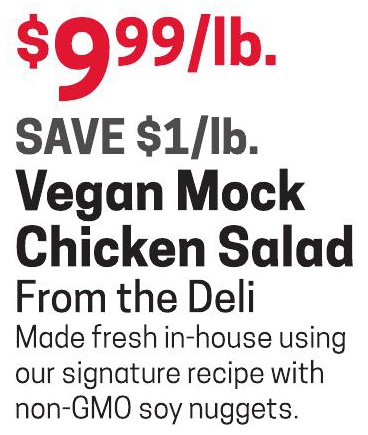 $9.99/lb.
SAVE $1/lb.
Vegan Mock
Chicken Salad
From the Deli
Made fresh in-house using
our signature recipe with
non-GMO soy nuggets.